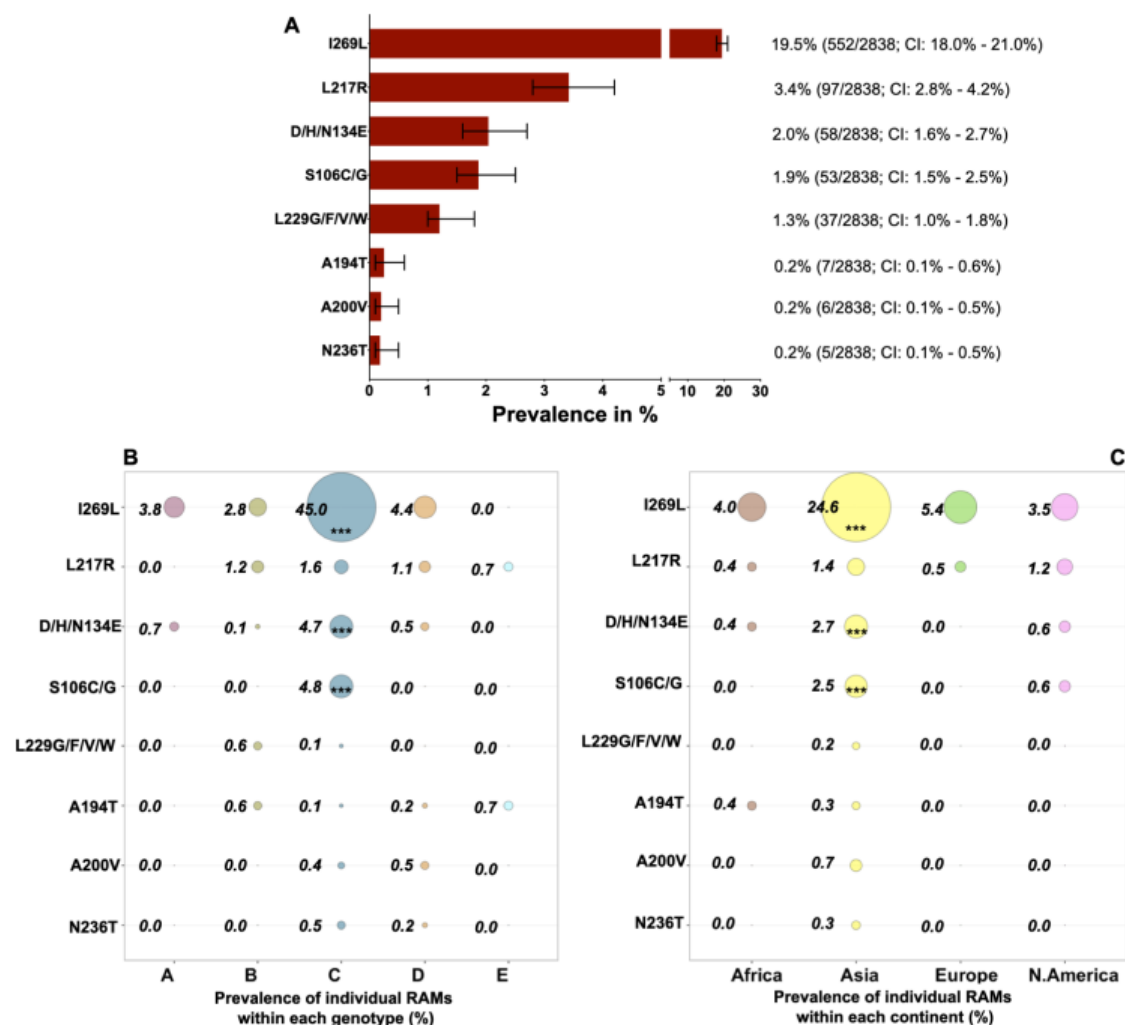 A
I269L 19.5% (552/2838; CI: 18.0% - 21.0%)
L217R 3.4% (97/2838; CI: 2.8% - 4.2%)
D/H/N134E 2.0% (58/2838; CI: 1.6% - 2.7%)
S106C/G 1.9% (53/2838; CI: 1.5% - 2.5%)
L229G/F/V/W 1.3% (37/2838; CI: 1.0% - 1.8%)
A194T 0.2% (7/2838; CI: 0.1% - 0.6%)
A200V 0.2% (6/2838; CI: 0.1% - 0.5%)
N236T 0.2% (5/2838; CI: 0.1% - 0.5%)
0 1 2 3 4 5 10 20 30
Prevalence in %
B
I269L 3.8 2.8 45.0 *** 4.4 0.0
L217R 0.0 1.2 1.6 1.1 0.7
D/H/N134E 0.7 0.1 4.7 *** 0.5 0.0
S106C/G 0.0 0.0 4.8 *** 0.0 0.0
L229G/F/V/W 0.0 0.6 0.1 0.0 0.0
A194T 0.0 0.6 0.1 0.2 0.7
A200V 0.0 0.0 0.4 0.5 0.0
N236T 0.0 0.0 0.5 0.2 0.0
A B C D E
Prevalence of individual RAMs
within each genotype (%)
C
I269L 4.0 24.6 *** 5.4 3.5
L217R 0.4 1.4 0.5 1.2
D/H/N134E 0.4 2.7 *** 0.0 0.6
S106C/G 0.0 2.5 *** 0.0 0.6
L229G/F/V/W 0.0 0.2 0.0 0.0
A194T 0.4 0.3 0.0 0.0
A200V 0.0 0.7 0.0 0.0
N236T 0.0 0.3 0.0 0.0
Africa Asia Europe N.America
Prevalence of individual RAMs
within each continent (%)